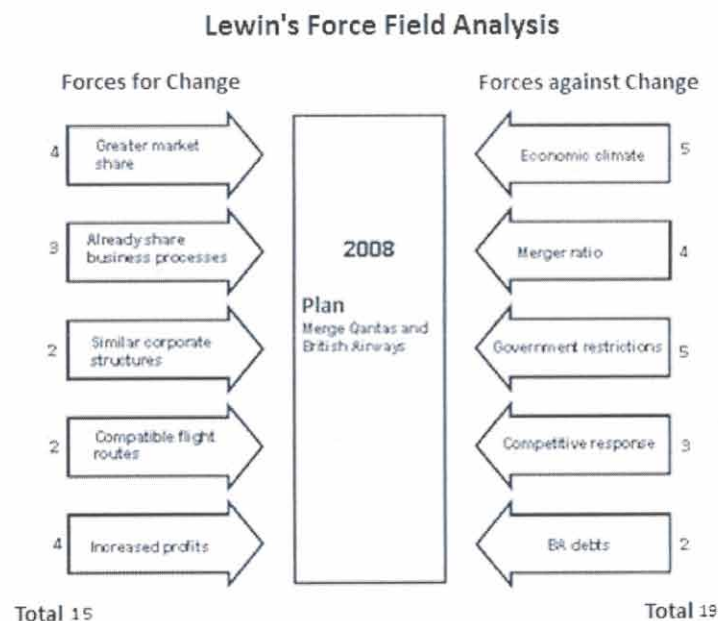 Lewin's Force Field Analysis
Forces for Change
Forces against Change
4
Greater market
share
Economic climate
5
3
Already share
business processes
2008
Merger ratio
4
Plan
Merge Qantas and
British Airways
2
Similar corporate
structures
Government restrictions
5
2
Compatible flight
routes
Competitive response
3
4
Increased profits
BA debts
2
Total 15
Total 19